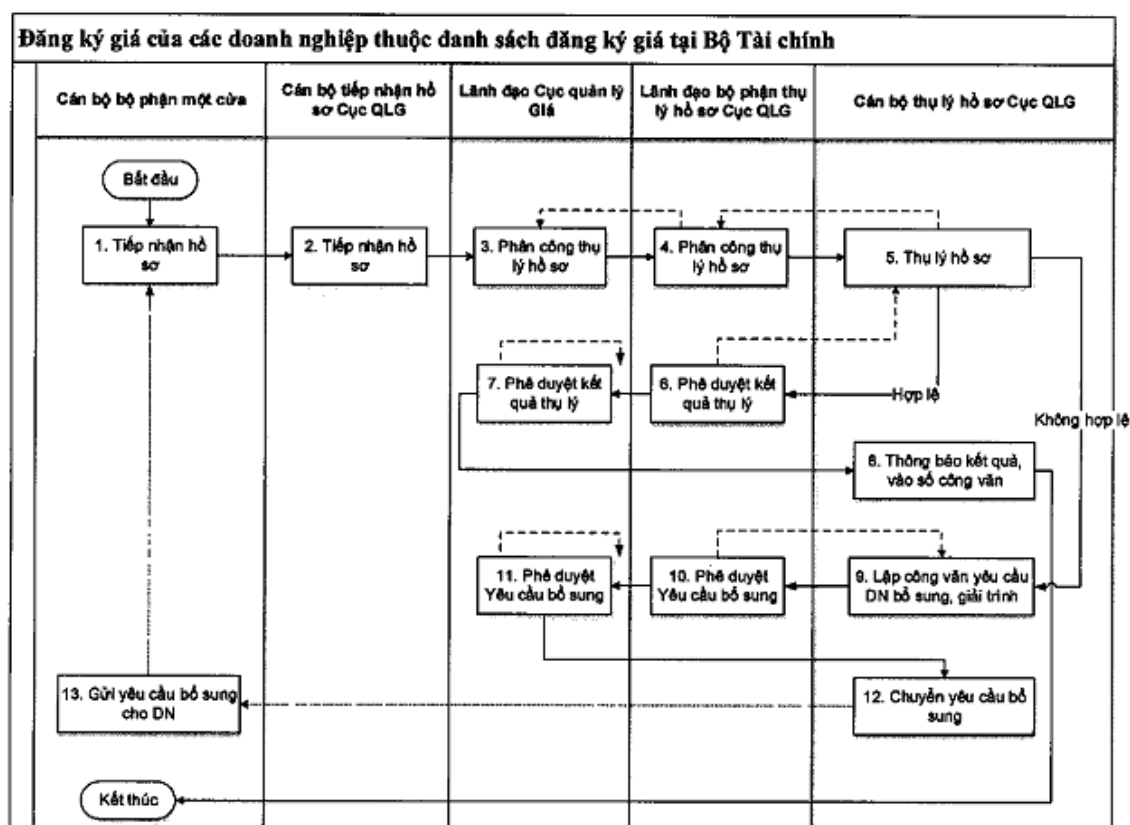 Đăng ký giá của các doanh nghiệp thuộc danh sách đăng ký giá tại Bộ Tài chính
Cán bộ bộ phận một cửa
Cán bộ tiếp nhận hồ
sơ Cục QLG
Lãnh đạo Cục quản lý
Giá
Lãnh đạo bộ phận thụ
lý hồ sơ Cục QLG
Cán bộ thụ lý hồ sơ Cục QLG
Bắt đầu
1. Tiếp nhận hồ
sơ
2. Tiếp nhận hồ
sơ
3. Phân công thụ
lý hồ sơ
4. Phân công thụ
lý hồ sơ
5. Thụ lý hồ sơ
7. Phê duyệt kết
quả thụ lý
6. Phê duyệt kết
quả thụ lý
Hợp lệ
Không hợp lệ
8. Thông báo kết quả,
vào số công văn
11. Phê duyệt
Yêu cầu bổ sung
10. Phê duyệt
Yêu cầu bổ sung
9. Lập công văn yêu cầu
DN bổ sung, giải trình
13. Gửi yêu cầu bổ sung
cho DN
12. Chuyển yêu cầu bổ
sung
Kết thúc